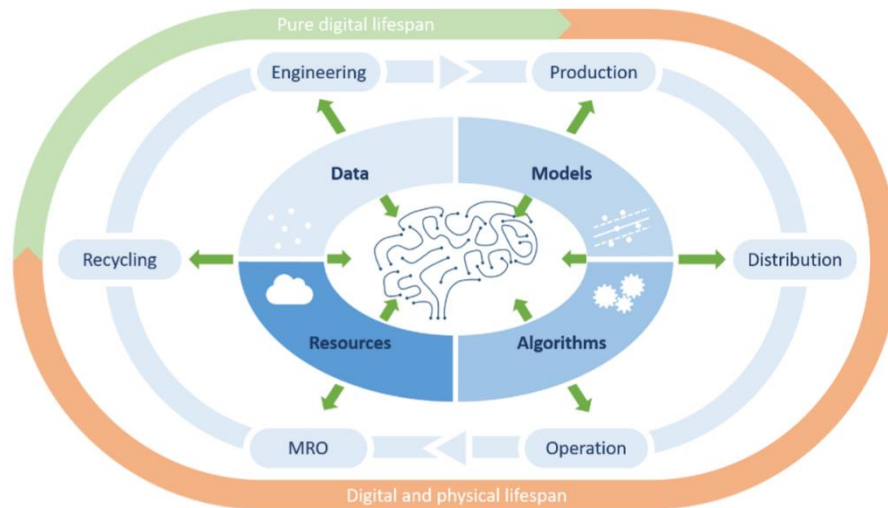 Pure digital lifespan
Engineering
Production
Data
Models
Recycling
Distribution
Resources
Algorithms
MRO
Operation
Digital and physical lifespan